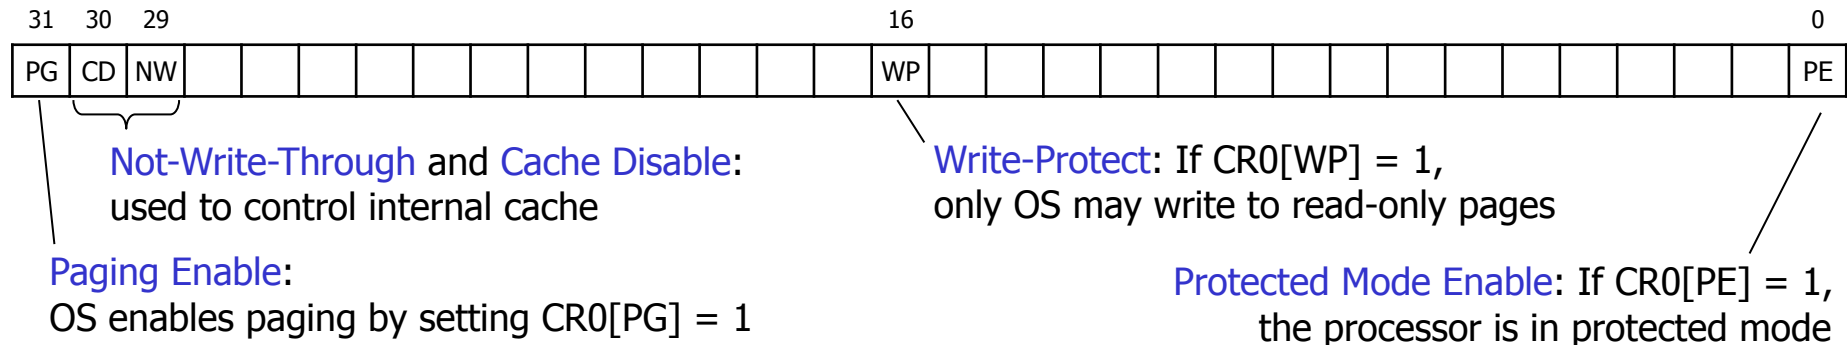 31 30 29 16 0
PG CD NW WP PE
Not-Write-Through and Cache Disable:
used to control internal cache
Write-Protect: If CR0[WP] = 1,
only OS may write to read-only pages
Paging Enable:
OS enables paging by setting CR0[PG] = 1
Protected Mode Enable: If CR0[PE] = 1,
the processor is in protected mode